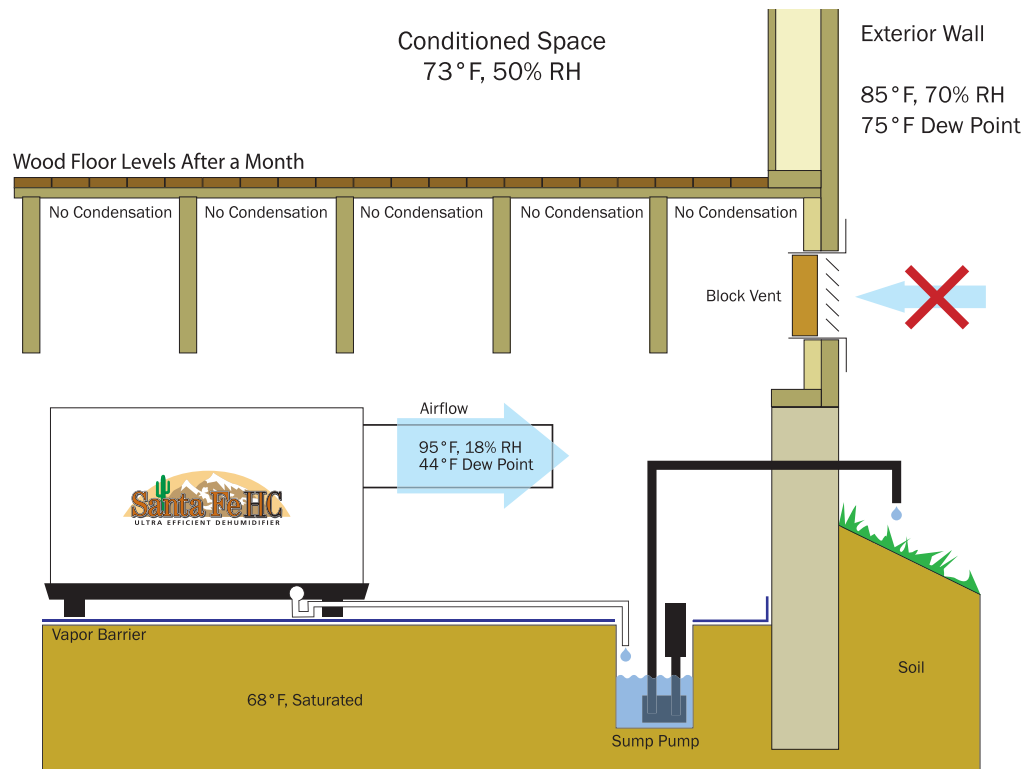 Conditioned Space
73°F, 50% RH
Exterior Wall
85°F, 70% RH
75°F Dew Point
Wood Floor Levels After a Month
No Condensation
No Condensation
No Condensation
No Condensation
No Condensation
Block Vent
Airflow
95°F, 18% RH
44°F Dew Point
Santa Fe HC
ULTRA EFFICIENT DEHUMIDIFIER
Vapor Barrier
Soil
68°F, Saturated
Sump Pump